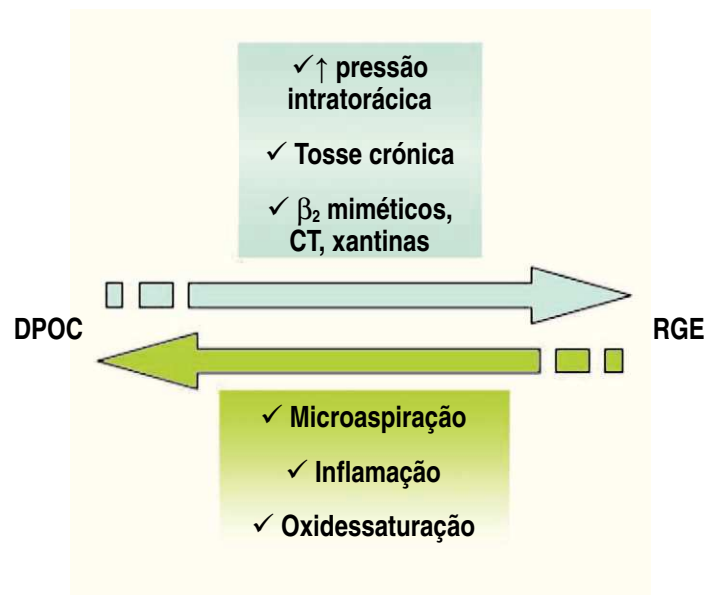 ✓↑ pressão
intratorácica
✓ Tosse crónica
✓ β₂ miméticos,
CT, xantinas
DPOC
RGE
✓ Microaspiração
✓ Inflamação
✓ Oxidessaturação